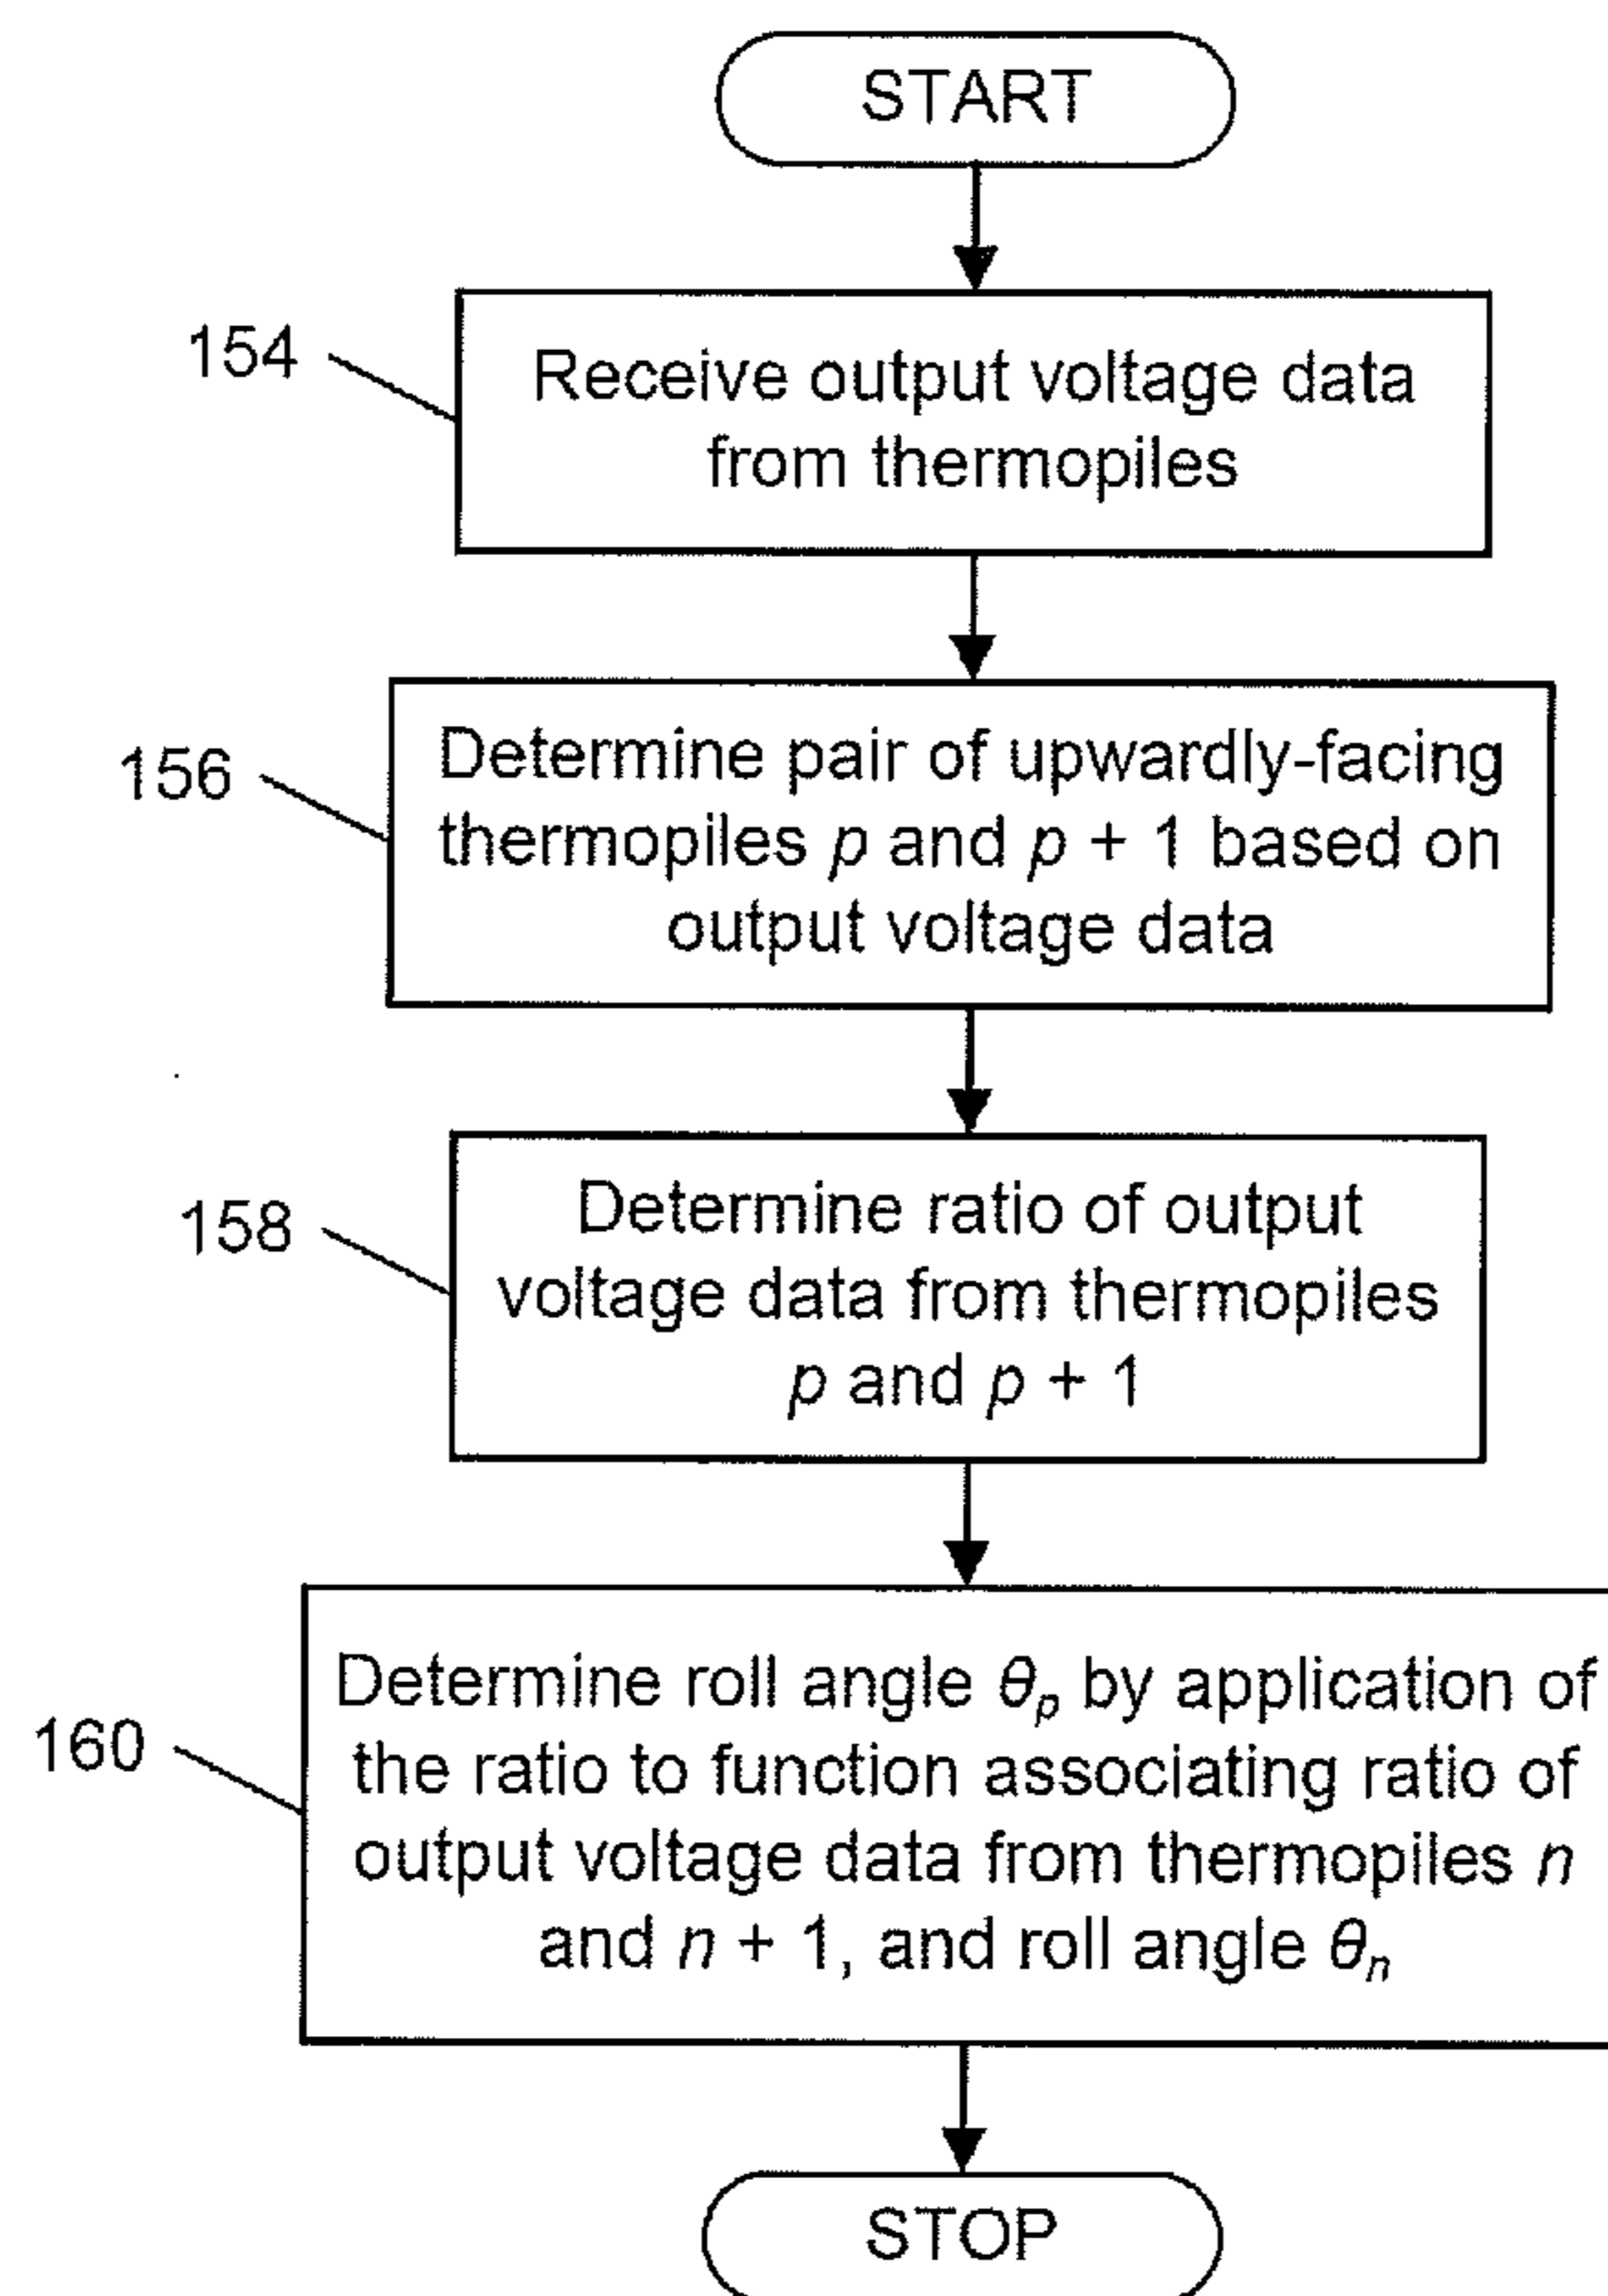 START
154
Receive output voltage data
from thermopiles
156
Determine pair of upwardly-facing
thermopiles p and p + 1 based on
output voltage data
158
Determine ratio of output
voltage data from thermopiles
p and p + 1
160
Determine roll angle θp by application of
the ratio to function associating ratio of
output voltage data from thermopiles n
and n + 1, and roll angle θn
STOP